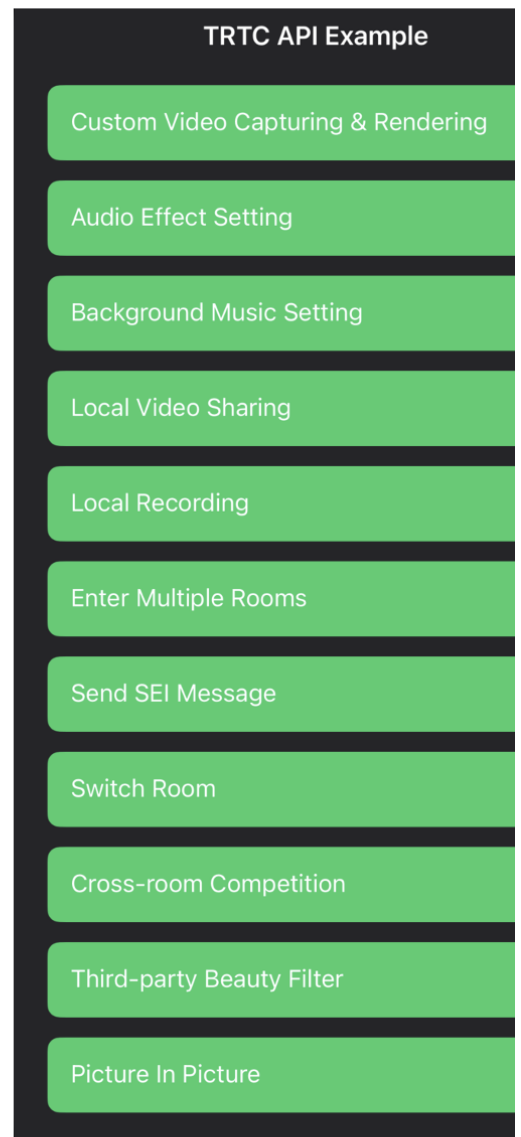 TRTC API Example
Custom Video Capturing & Rendering
Audio Effect Setting
Background Music Setting
Local Video Sharing
Local Recording
Enter Multiple Rooms
Send SEI Message
Switch Room
Cross-room Competition
Third-party Beauty Filter
Picture In Picture